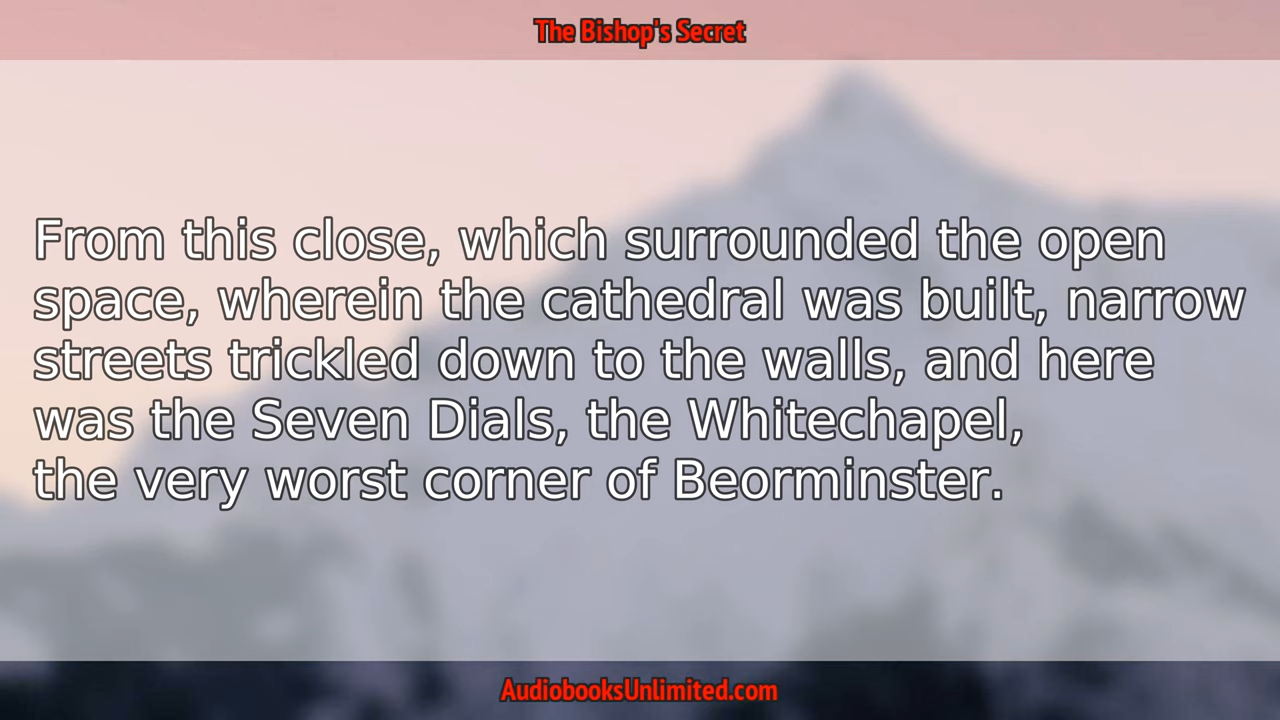 The Bishop's Secret
From this close, which surrounded the open
space, wherein the cathedral was built, narrow
streets trickled down to the walls, and here
was the Seven Dials, the Whitechapel,
the very worst corner of Beorminster.
AudiobooksUnlimited.com